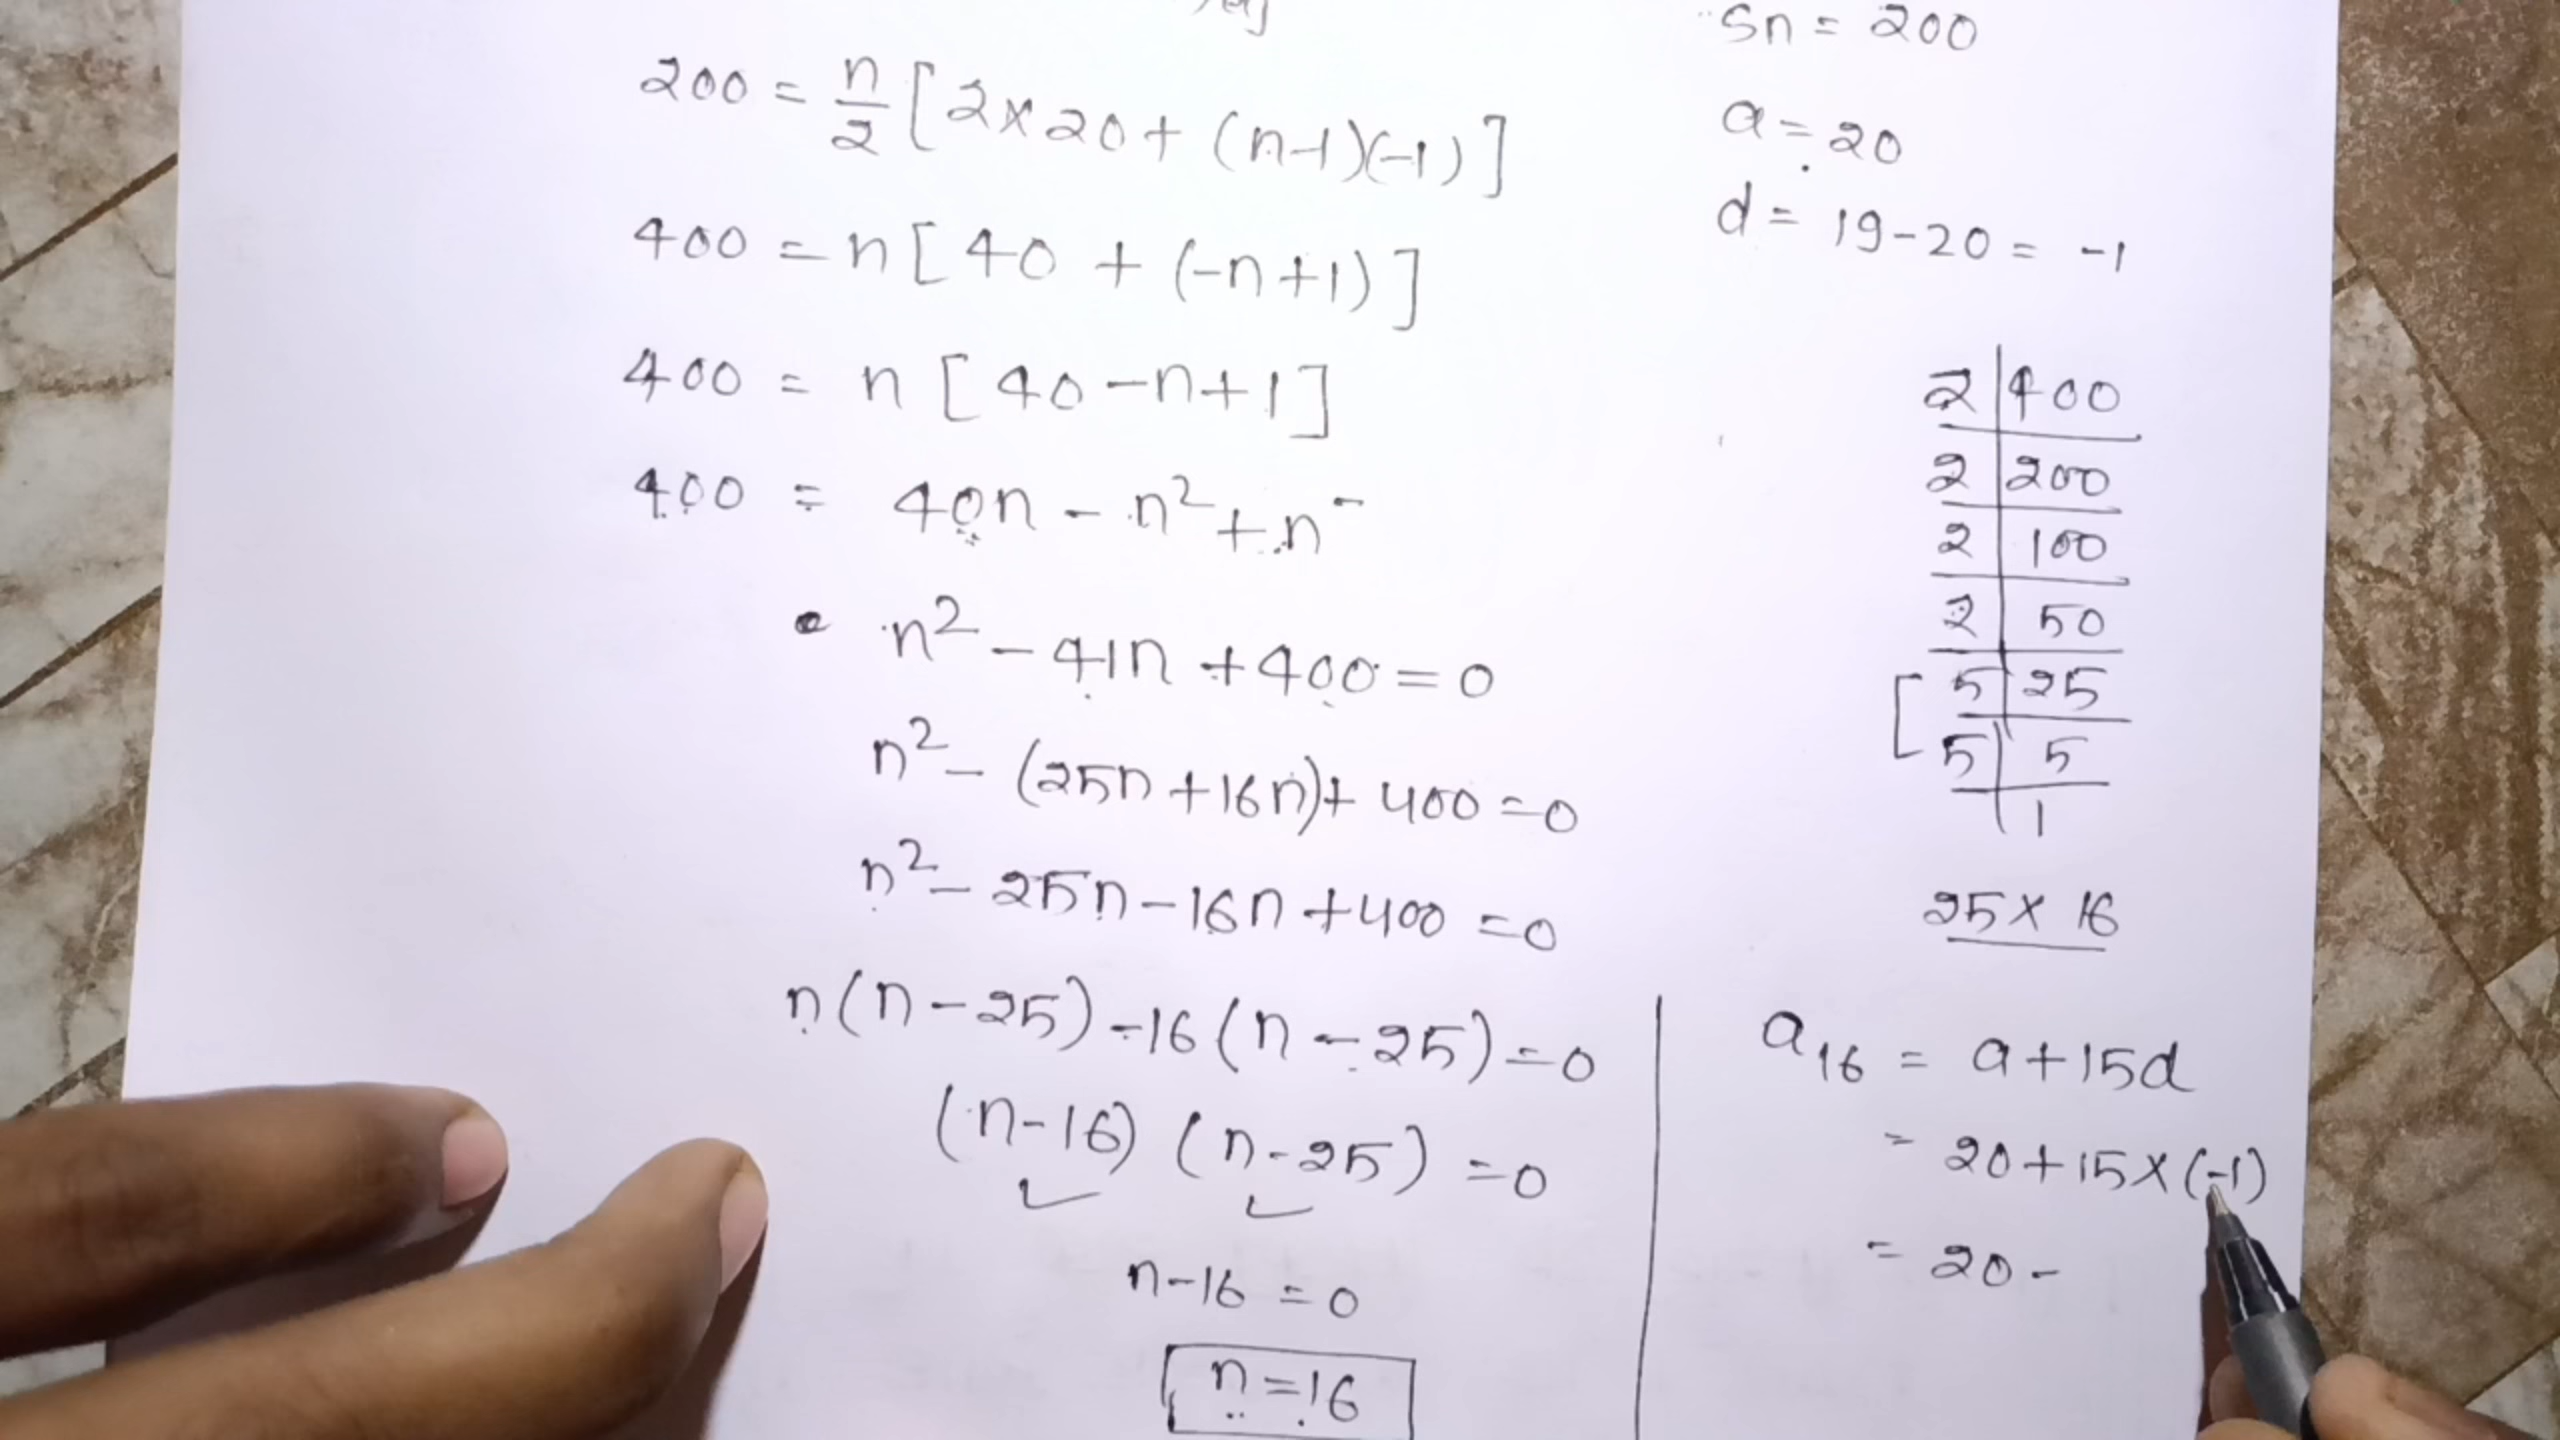 200 = n/2 [2×20+ (n-1)(-1)]
400 = n [ 40 + (-n+1) ]
400 = n [ 40 -n+1]
400 = 40n - n² +n -
n² - 41n +400 = 0
n² - (25n +16n)+ 400 =0
n² - 25n -16n +400 =0
n(n-25) -16 (n -25) =0
(n-16) (n-25) =0
n-16 =0
n=16
Sn = 200
a = 20
d = 19-20 = -1
2 | 400
2 | 200
2 | 100
2 | 50
5 | 25
5 | 5
1
25 × 16
a₁₆ = a+15d
= 20+15×(-1)
= 20 -